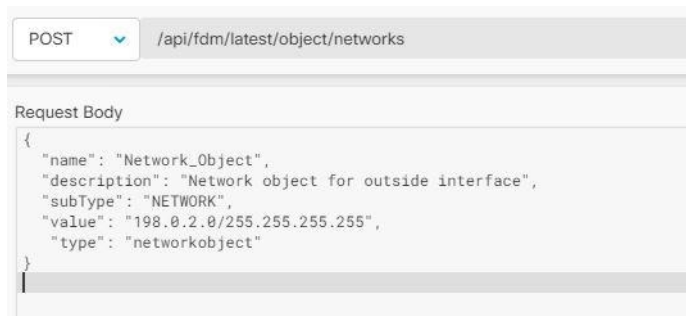 POST /api/fdm/latest/object/networks
Request Body
{
"name": "Network_Object",
"description": "Network object for outside interface",
"subType": "NETWORK",
"value": "198.0.2.0/255.255.255.255",
"type": "networkobject"
}